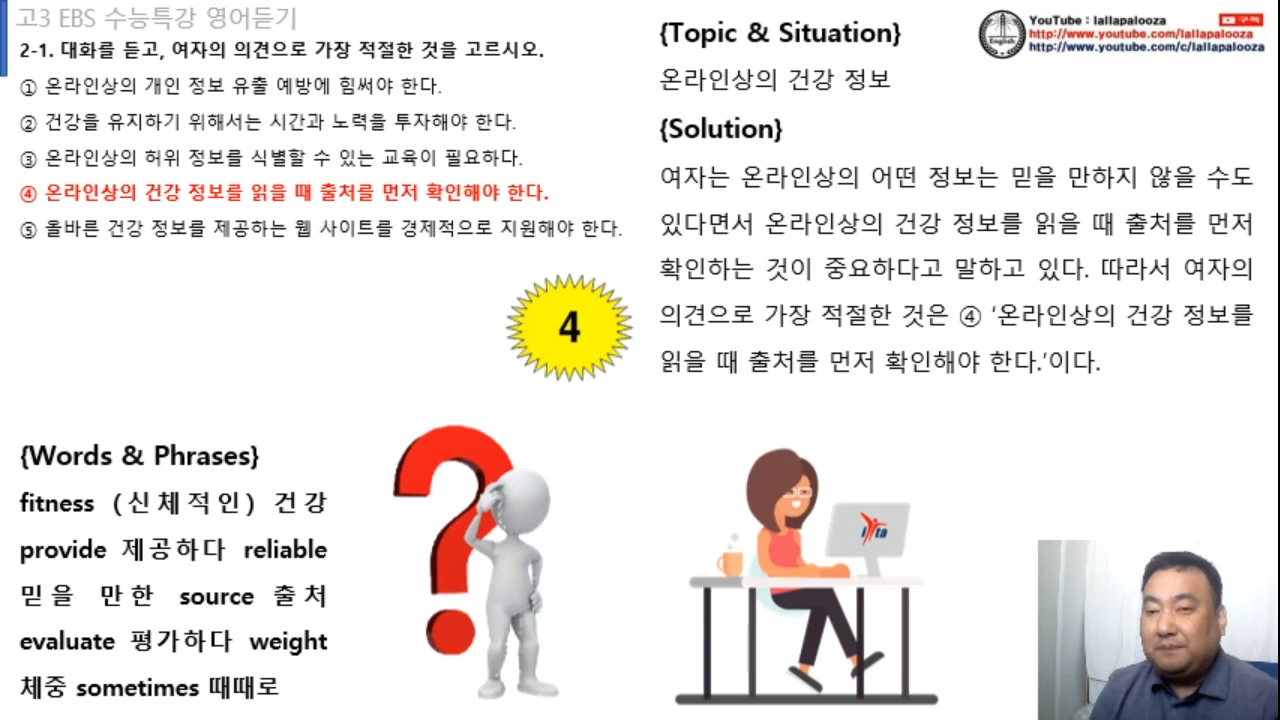 고3 EBS 수능특강 영어듣기
2-1. 대화를 듣고, 여자의 의견으로 가장 적절한 것을 고르시오.
① 온라인상의 개인 정보 유출 예방에 힘써야 한다.
② 건강을 유지하기 위해서는 시간과 노력을 투자해야 한다.
③ 온라인상의 허위 정보를 식별할 수 있는 교육이 필요하다.
④ 온라인상의 건강 정보를 읽을 때 출처를 먼저 확인해야 한다.
⑤ 올바른 건강 정보를 제공하는 웹 사이트를 경제적으로 지원해야 한다.
4
{Words & Phrases}
fitness (신체적인) 건강
provide 제공하다 reliable
믿을 만한 source 출처
evaluate 평가하다 weight
체중 sometimes 때때로
{Topic & Situation}
온라인상의 건강 정보
{Solution}
여자는 온라인상의 어떤 정보는 믿을 만하지 않을 수도
있다면서 온라인상의 건강 정보를 읽을 때 출처를 먼저
확인하는 것이 중요하다고 말하고 있다. 따라서 여자의
의견으로 가장 적절한 것은 ④ ‘온라인상의 건강 정보를
읽을 때 출처를 먼저 확인해야 한다.’이다.
YouTube : lallapalooza
구독
http://www.youtube.com/lallapalooza
http://www.youtube.com/c/lallapalooza
English